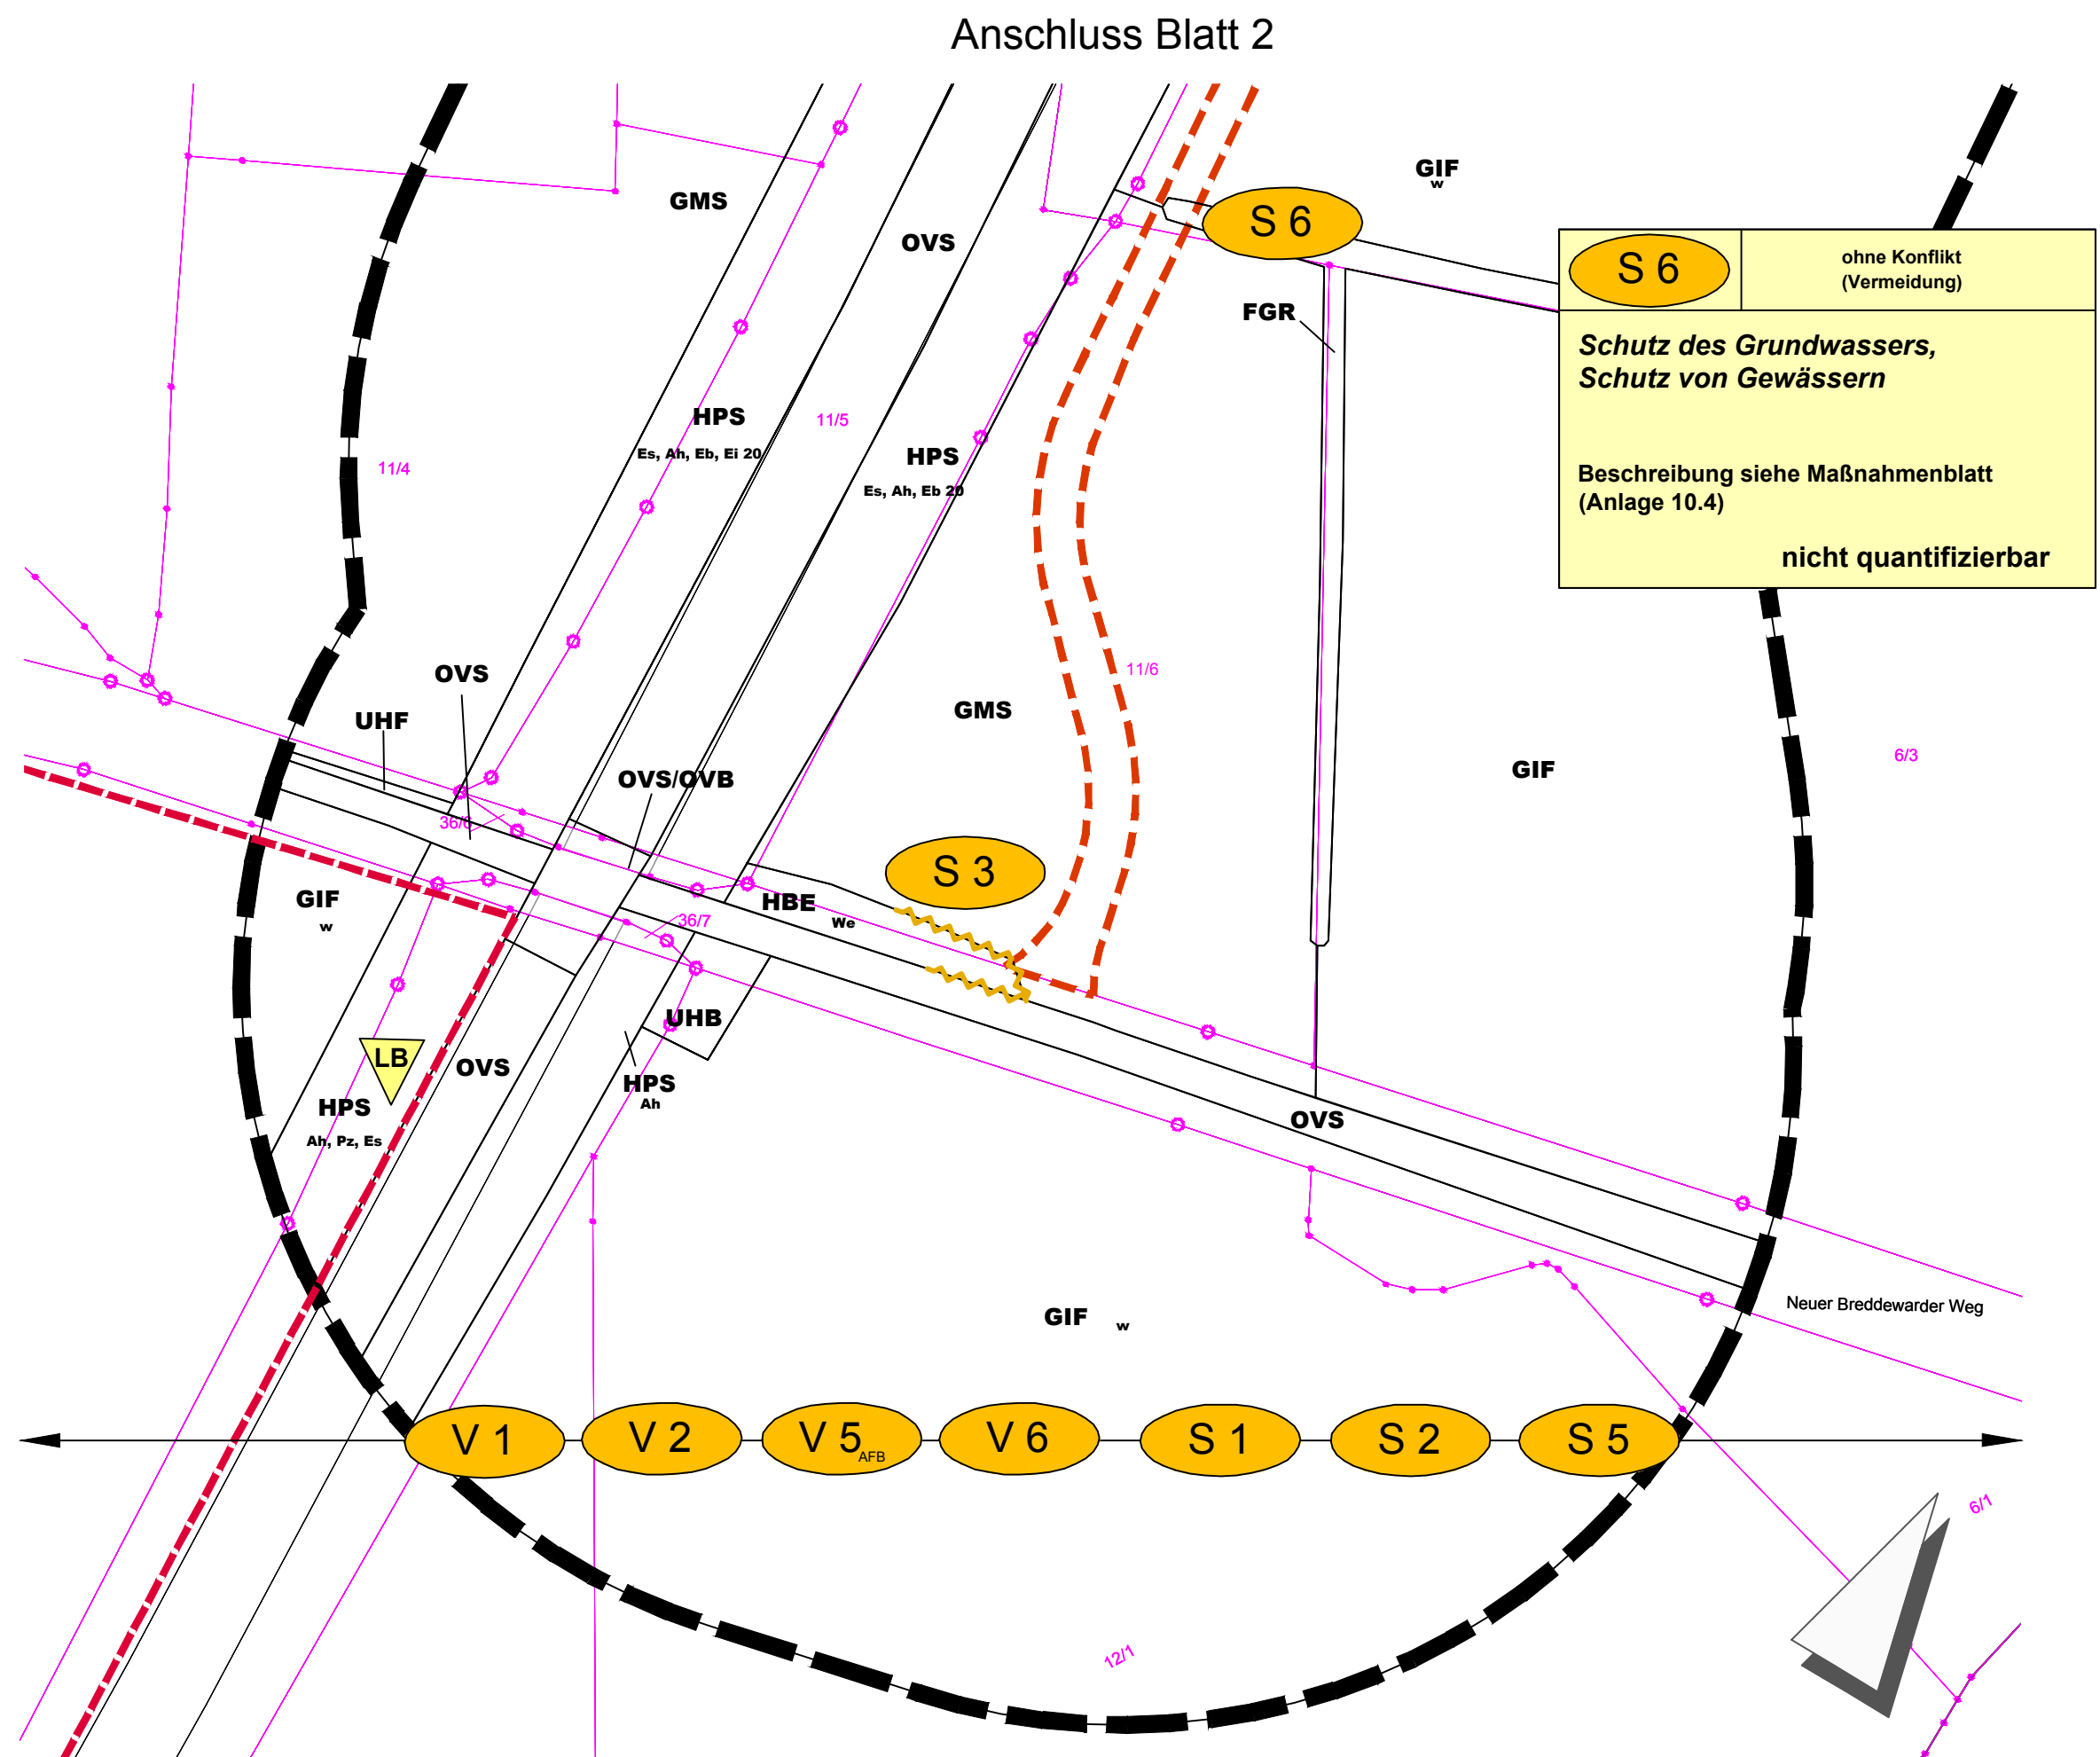 Anschluss Blatt 2
GIF
w
GMS
OVS
S 6
S 6
ohne Konflikt
(Vermeidung)
FGR
Schutz des Grundwassers,
Schutz von Gewässern
HPS
11/5
Es, Ah, Eb, Ei 20
11/4
HPS
Es, Ah, Eb 20
Beschreibung siehe Maßnahmenblatt
(Anlage 10.4)
nicht quantifizierbar
OVS
11/6
UHF
GMS
6/3
OVS/OVB
GIF
36/6
S 3
GIF
w
HBE
We
36/7
UHB
LB
OVS
HPS
Ah
HPS
Ah, Pz, Es
OVS
Neuer Breddewarder Weg
GIF
w
V 1
V 2
V 5
AFB
V 6
S 1
S 2
S 5
6/1
12/1